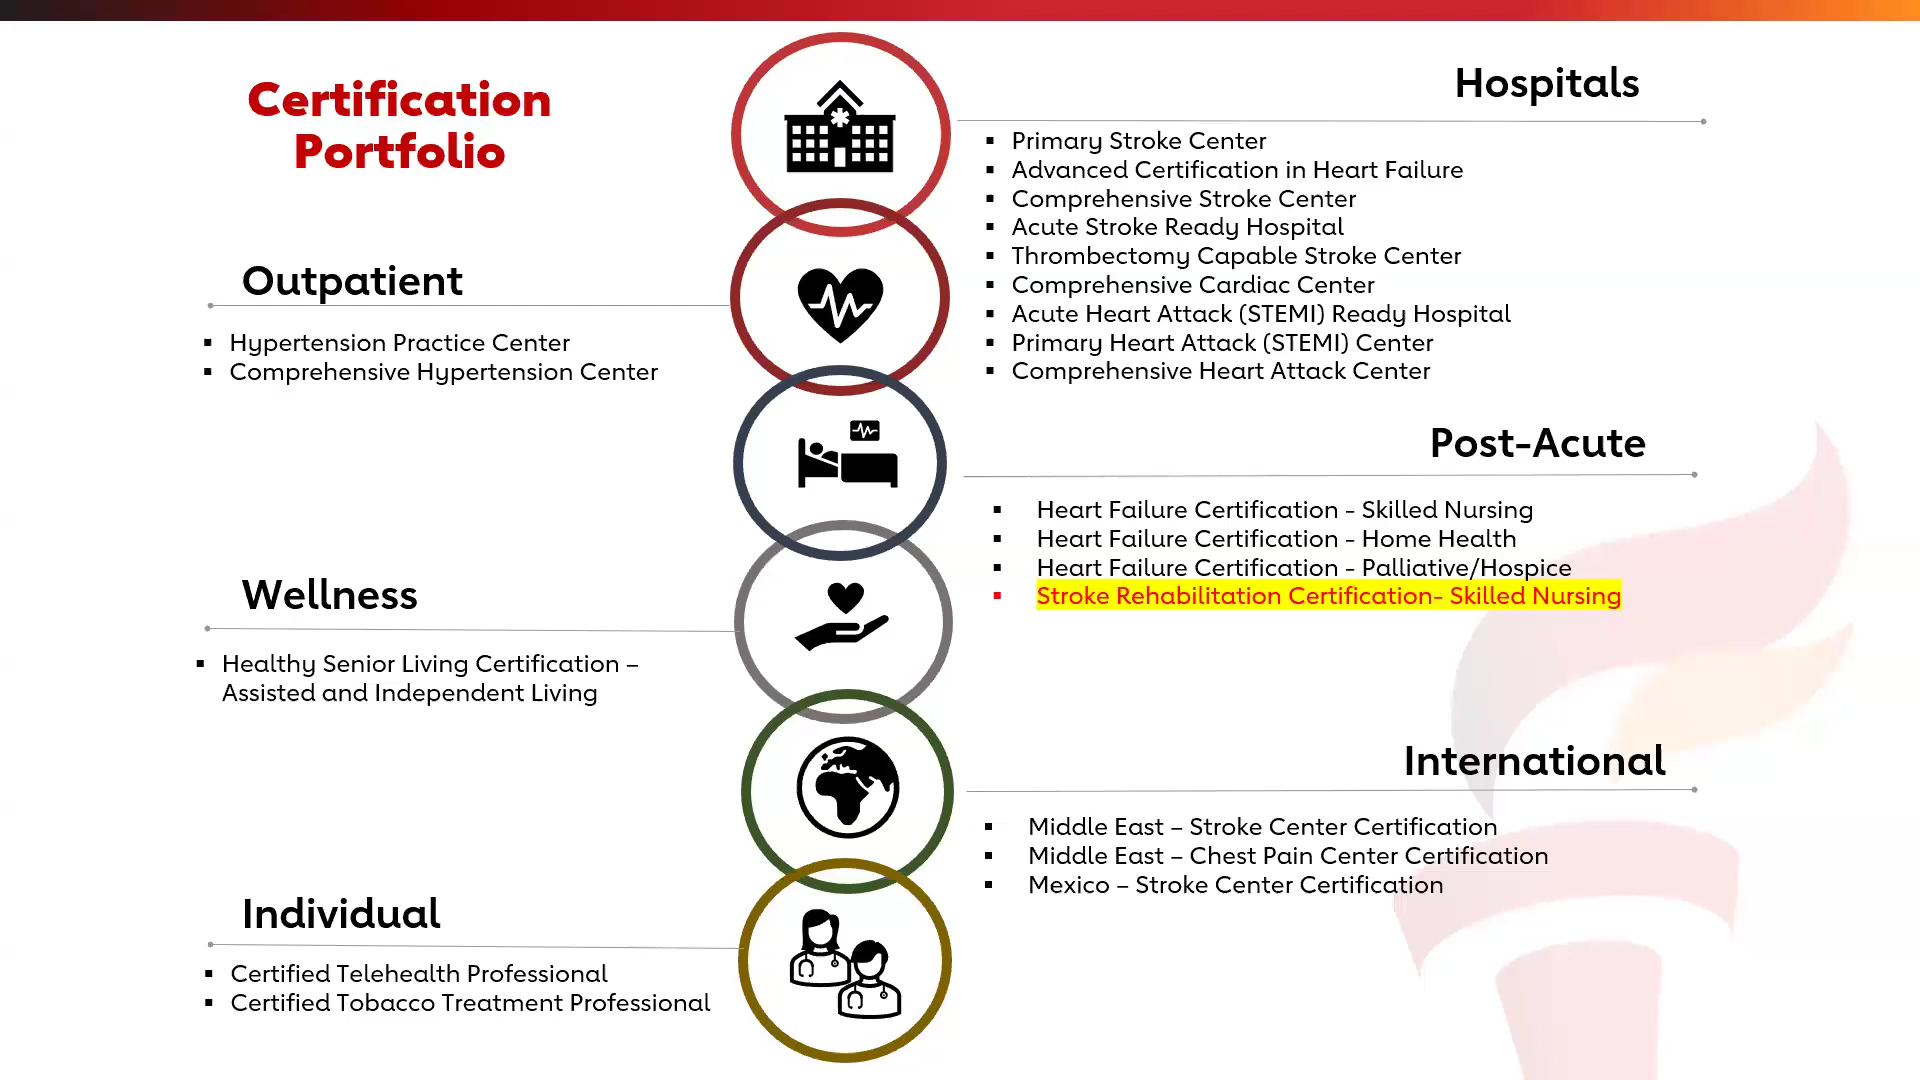 Certification
Portfolio
Hospitals
▪ Primary Stroke Center
▪ Advanced Certification in Heart Failure
▪ Comprehensive Stroke Center
▪ Acute Stroke Ready Hospital
▪ Thrombectomy Capable Stroke Center
▪ Comprehensive Cardiac Center
▪ Acute Heart Attack (STEMI) Ready Hospital
▪ Primary Heart Attack (STEMI) Center
▪ Comprehensive Heart Attack Center
Outpatient
▪ Hypertension Practice Center
▪ Comprehensive Hypertension Center
Post-Acute
▪ Heart Failure Certification - Skilled Nursing
▪ Heart Failure Certification - Home Health
▪ Heart Failure Certification - Palliative/Hospice
▪ Stroke Rehabilitation Certification- Skilled Nursing
Wellness
▪ Healthy Senior Living Certification –
Assisted and Independent Living
International
▪ Middle East – Stroke Center Certification
▪ Middle East – Chest Pain Center Certification
▪ Mexico – Stroke Center Certification
Individual
▪ Certified Telehealth Professional
▪ Certified Tobacco Treatment Professional